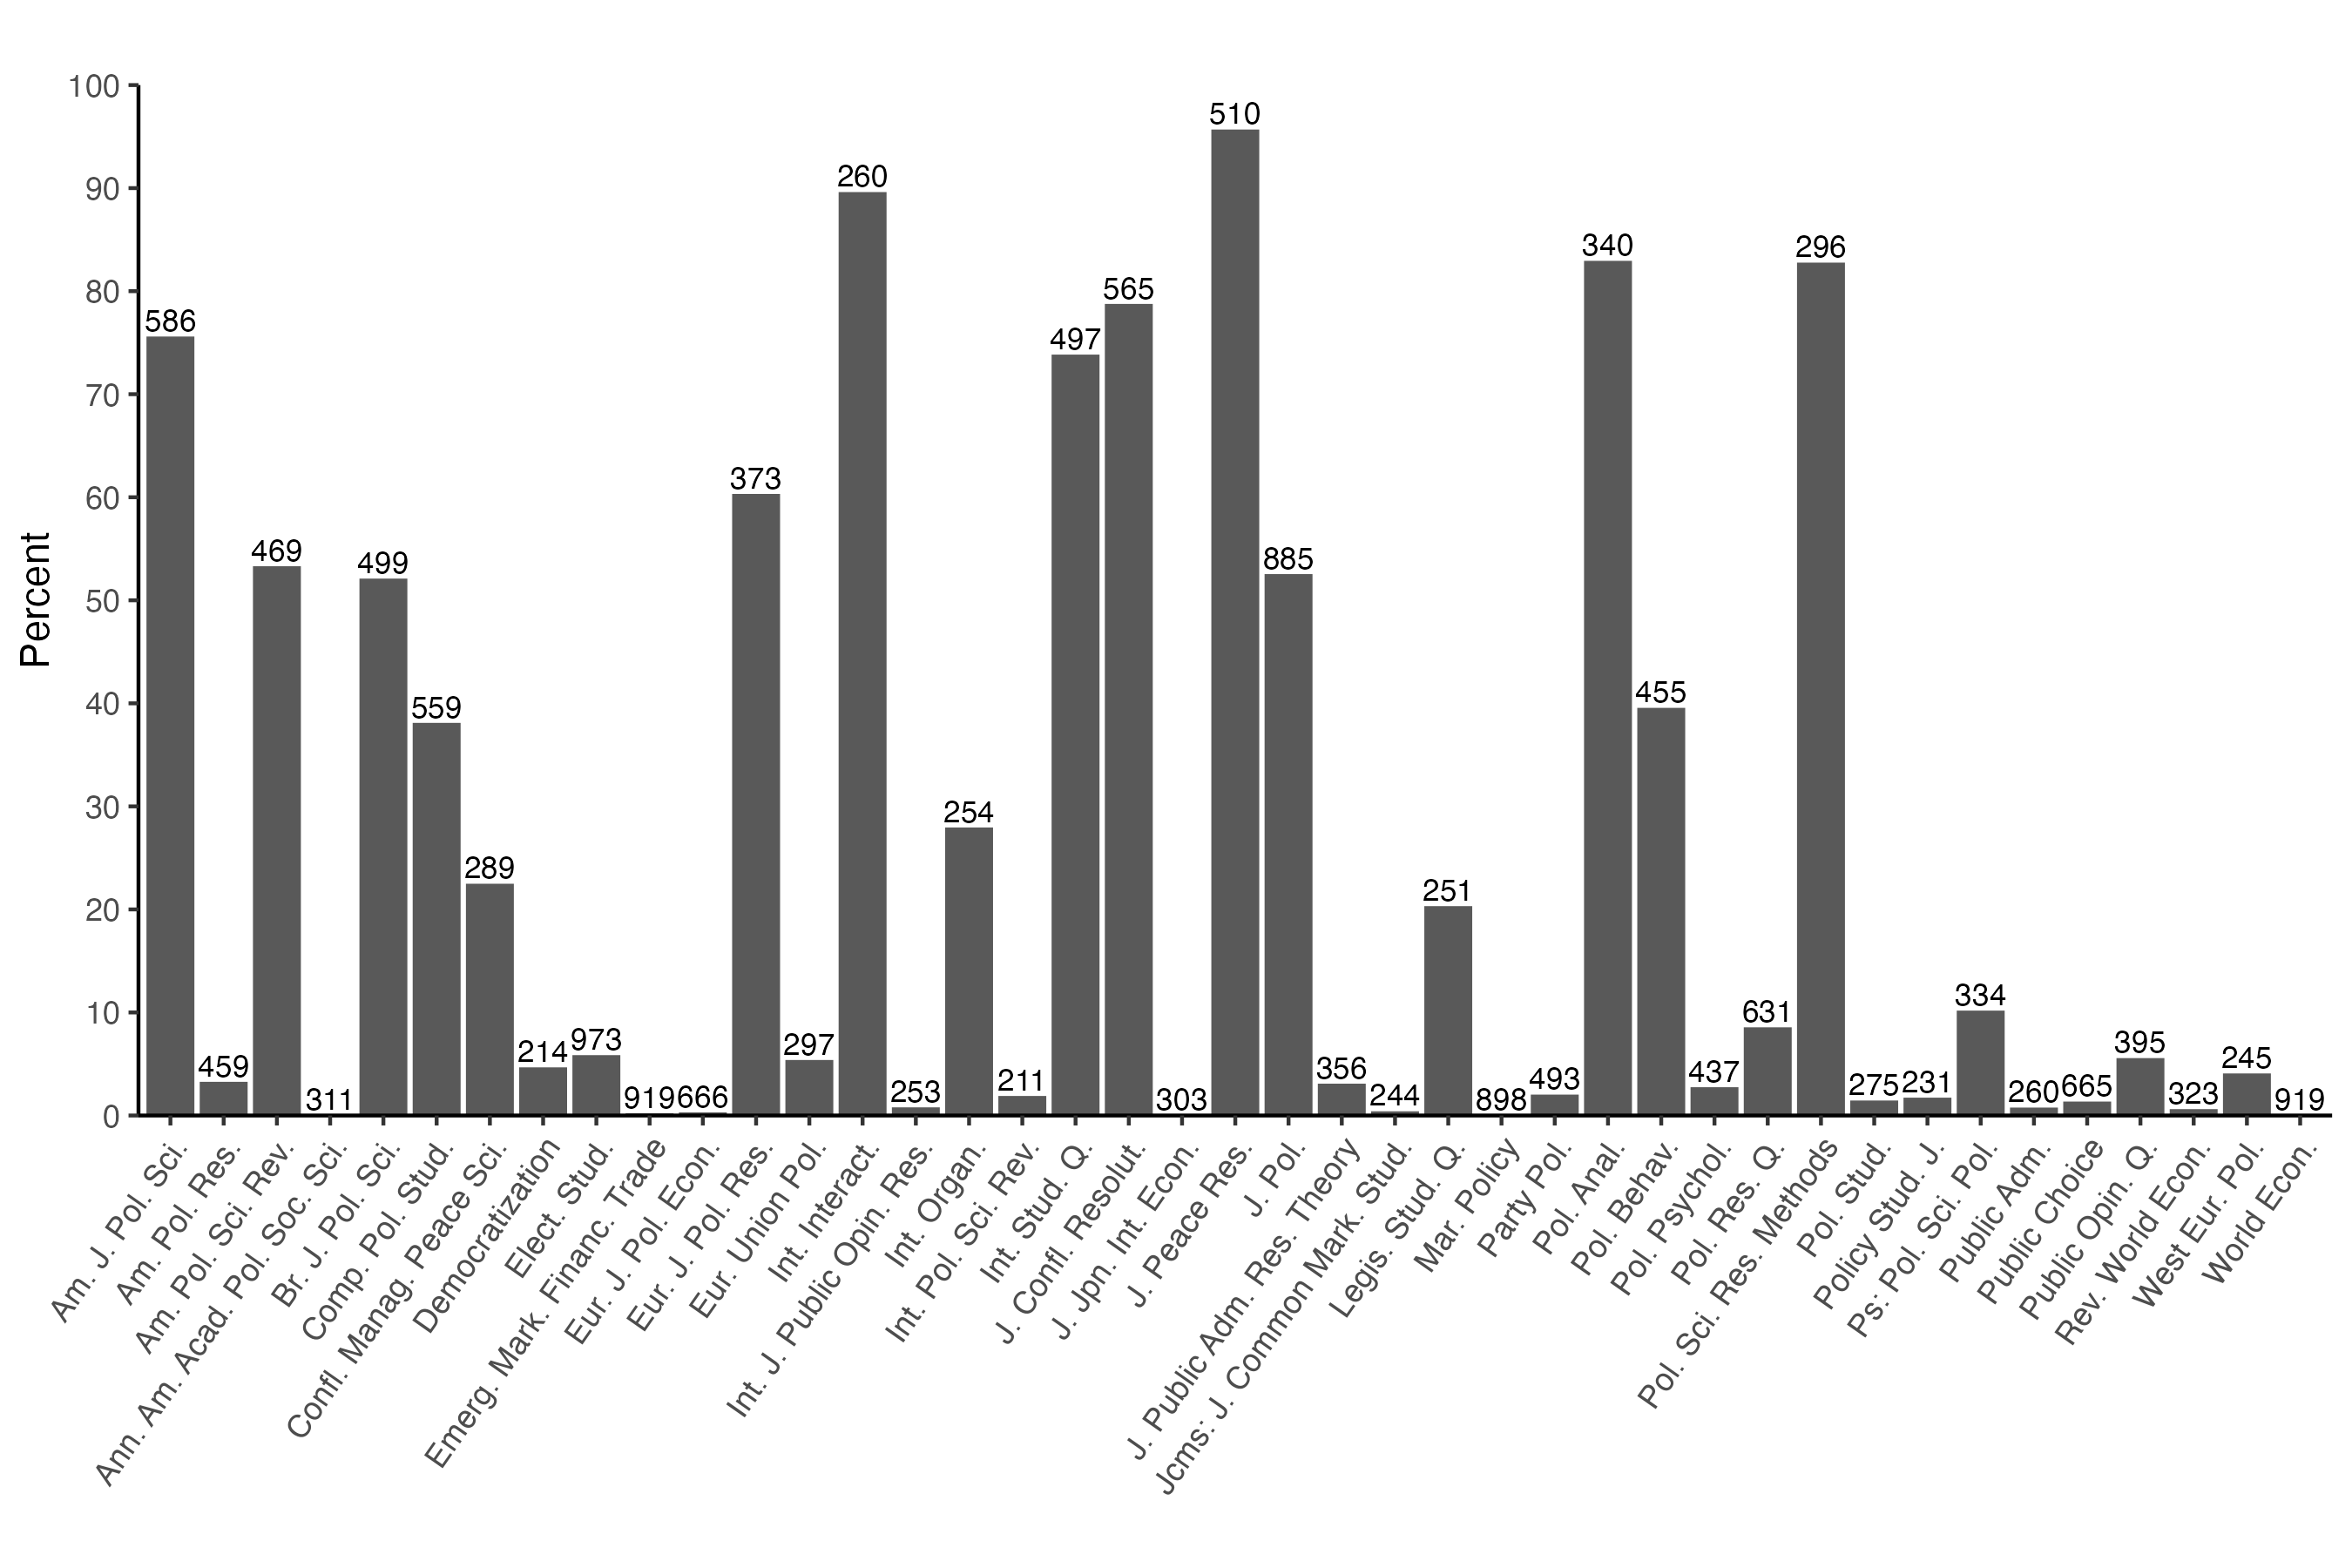 Percent
100
90
80
70
60
50
40
30
20
10
0
586
459
469
311
499
559
289
214
973
919
666
373
297
260
253
254
211
497
565
303
510
885
356
244
251
898
493
340
455
437
631
296
275
231
334
260
665
395
323
245
919
Am. J. Pol. Sci.
Am. Pol. Res.
Am. Pol. Sci. Rev.
Ann. Am. Acad. Pol. Soc. Sci.
Br. J. Pol. Sci.
Comp. Pol. Stud.
Confl. Manag. Peace Sci.
Democratization
Elect. Stud.
Emerg. Mark. Financ. Trade
Eur. J. Pol. Econ.
Eur. J. Pol. Res.
Eur. Union Pol.
Int. Interact.
Int. J. Public Opin. Res.
Int. Organ.
Int. Pol. Sci. Rev.
Int. Stud. Q.
J. Confl. Resolut.
J. Jpn. Int. Econ.
J. Peace Res.
J. Pol.
J. Public Adm. Res. Theory
Jcms: J. Common Mark. Stud.
Legis. Stud. Q.
Mar. Policy
Party Pol.
Pol. Anal.
Pol. Behav.
Pol. Psychol.
Pol. Res. Q.
Pol. Sci. Res. Methods
Pol. Stud.
Policy Stud. J.
Ps: Pol. Sci. Pol.
Public Adm.
Public Choice
Public Opin. Q.
Rev. World Econ.
West Eur. Pol.
World Econ.